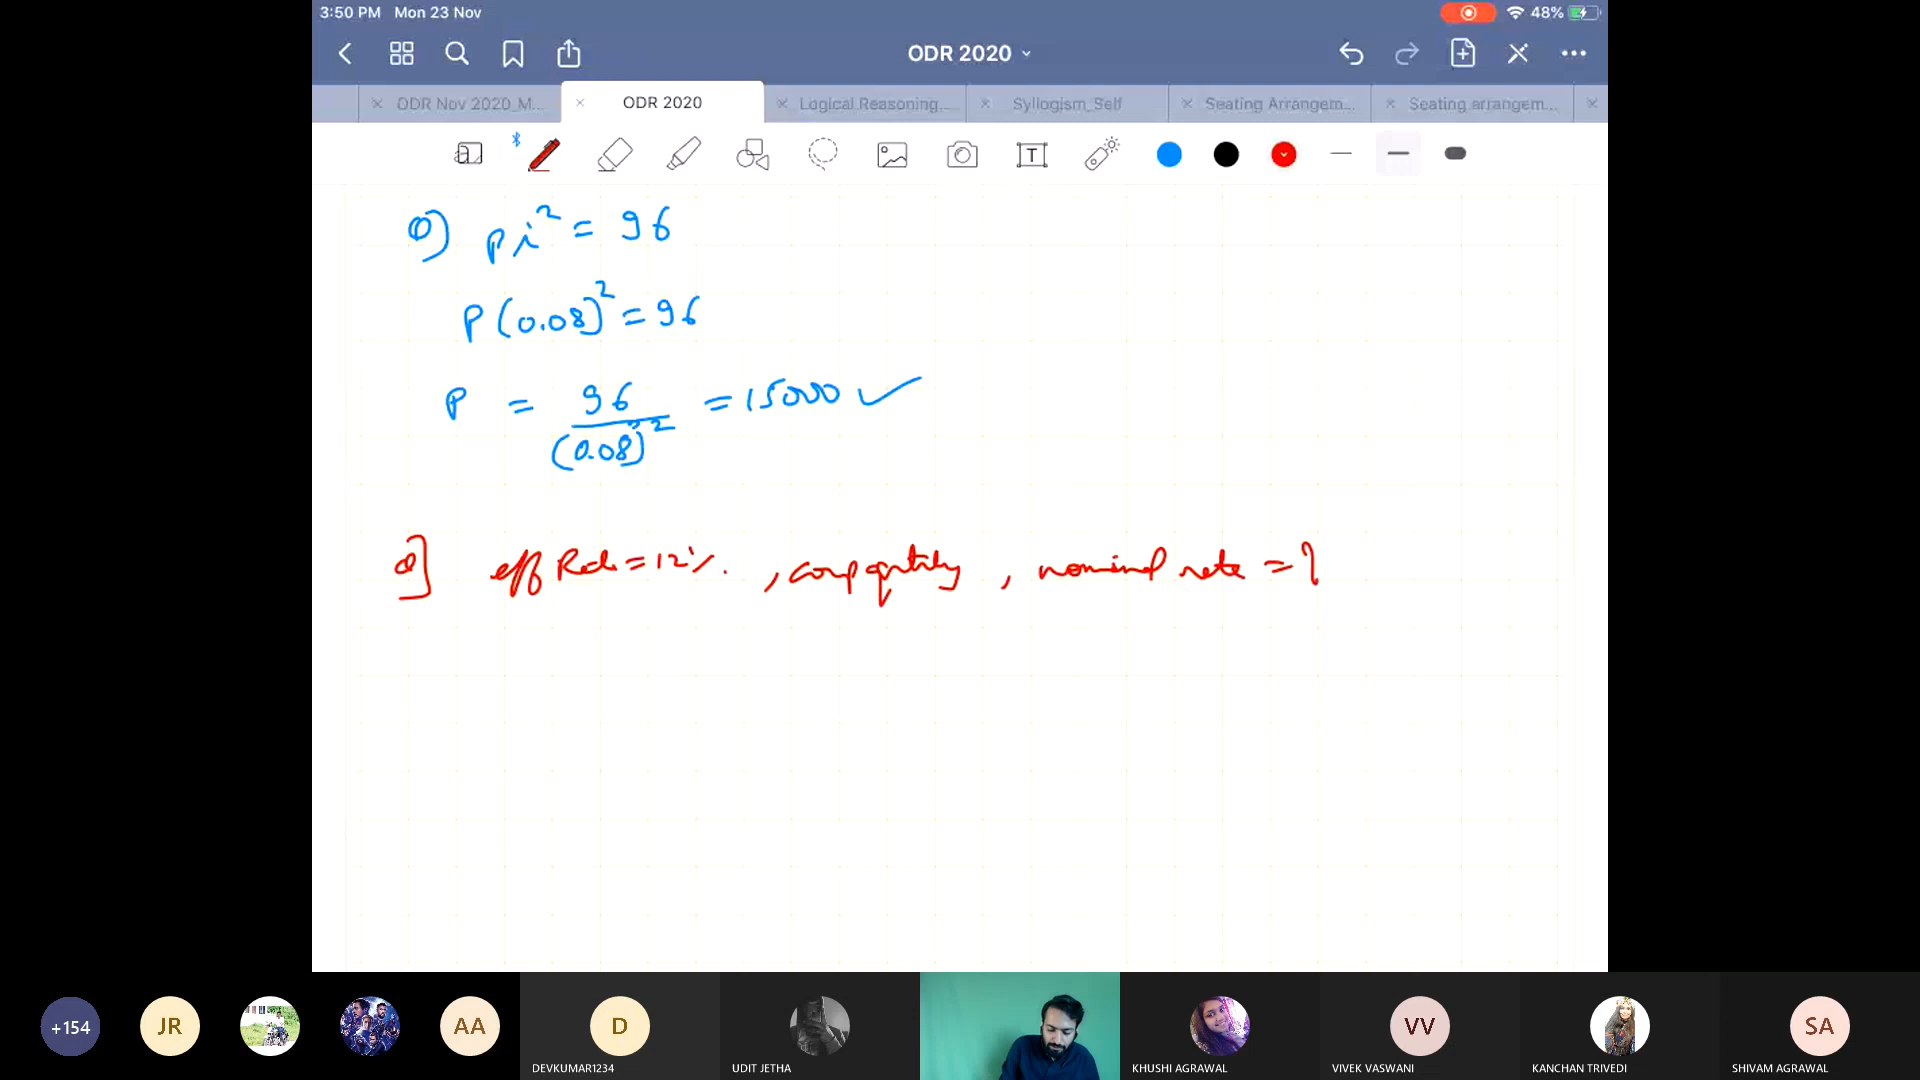 3:50 PM Mon 23 Nov
48%
ODR 2020
ODR Nov 2020_M...
ODR 2020
Logical Reasoning,...
Syllogism_Self
Seating Arrangem...
Seating arrangem...
a
T
Q) Pi² = 96
P(0.08)² = 96
P = 96/(0.08)² = 15000 ✓
Q] eff Rate = 12%, comp qrtly, nominal rate = ?
+154
JR
AA
D
VV
SA
DEVKUMAR1234
UDIT JETHA
KHUSHI AGRAWAL
VIVEK VASWANI
KANCHAN TRIVEDI
SHIVAM AGRAWAL